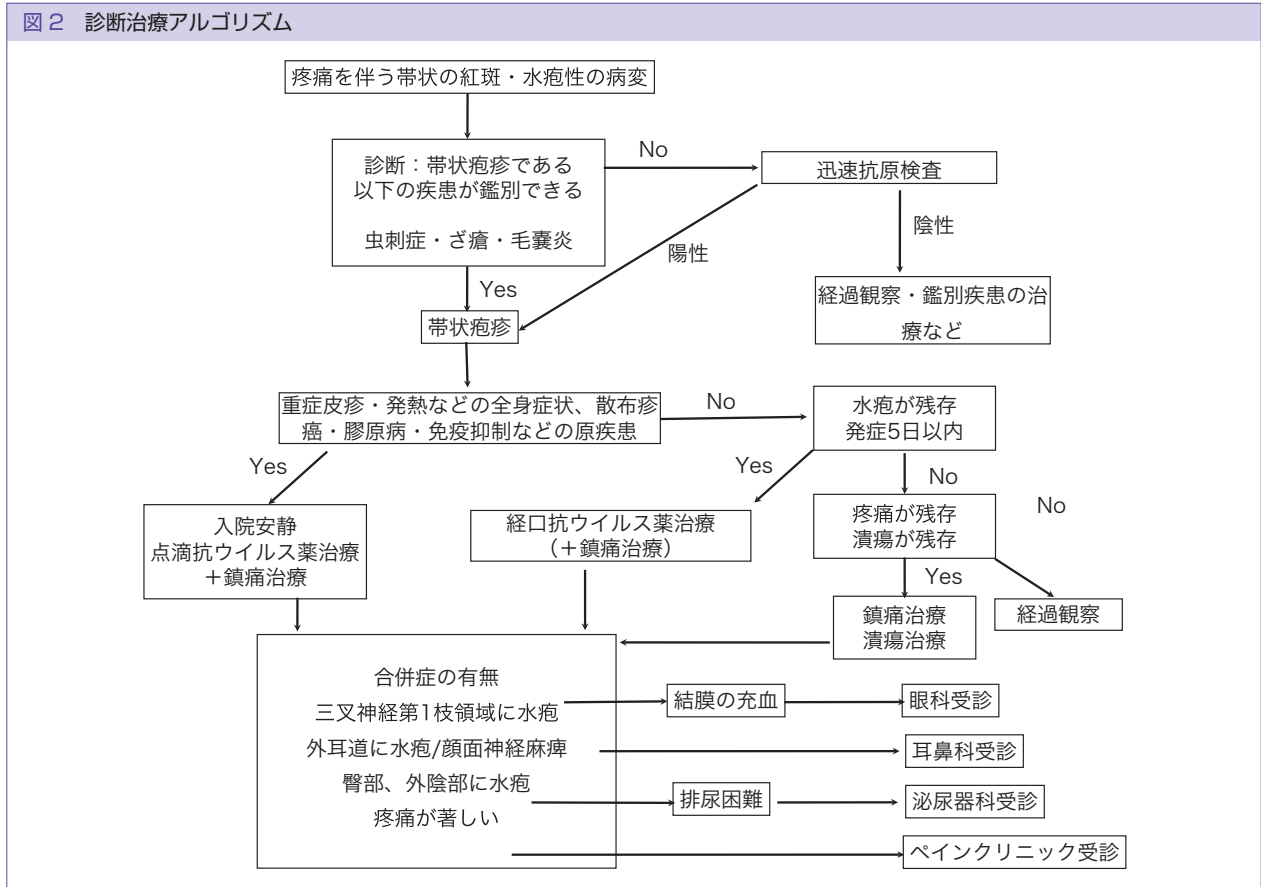 図2 診断治療アルゴリズム
疼痛を伴う帯状の紅斑・水疱性の病変
診断：帯状疱疹である
以下の疾患が鑑別できる
虫刺症・ざ瘡・毛嚢炎
No
迅速抗原検査
陽性
陰性
Yes
経過観察・鑑別疾患の治
療など
帯状疱疹
重症皮疹・発熱などの全身症状、散布疹
癌・膠原病・免疫抑制などの原疾患
No
水疱が残存
発症5日以内
Yes
Yes
No
入院安静
点滴抗ウイルス薬治療
＋鎮痛治療
経口抗ウイルス薬治療
（＋鎮痛治療）
疼痛が残存
潰瘍が残存
No
Yes
鎮痛治療
潰瘍治療
経過観察
合併症の有無
三叉神経第1枝領域に水疱
結膜の充血
眼科受診
外耳道に水疱/顔面神経麻痺
耳鼻科受診
臀部、外陰部に水疱
排尿困難
泌尿器科受診
疼痛が著しい
ペインクリニック受診